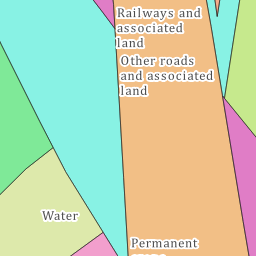 Railways and
associated
land
Other roads
and associated
land
Water
Permanent